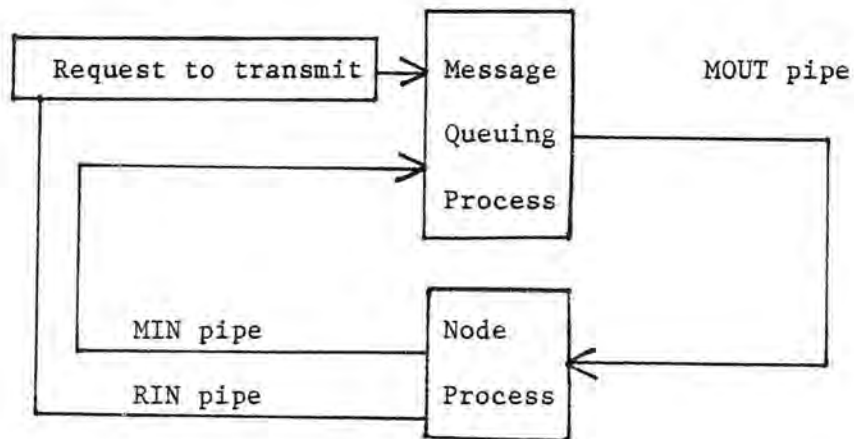 Request to transmit
Message
Queuing
Process
MOUT pipe
MIN pipe
RIN pipe
Node
Process